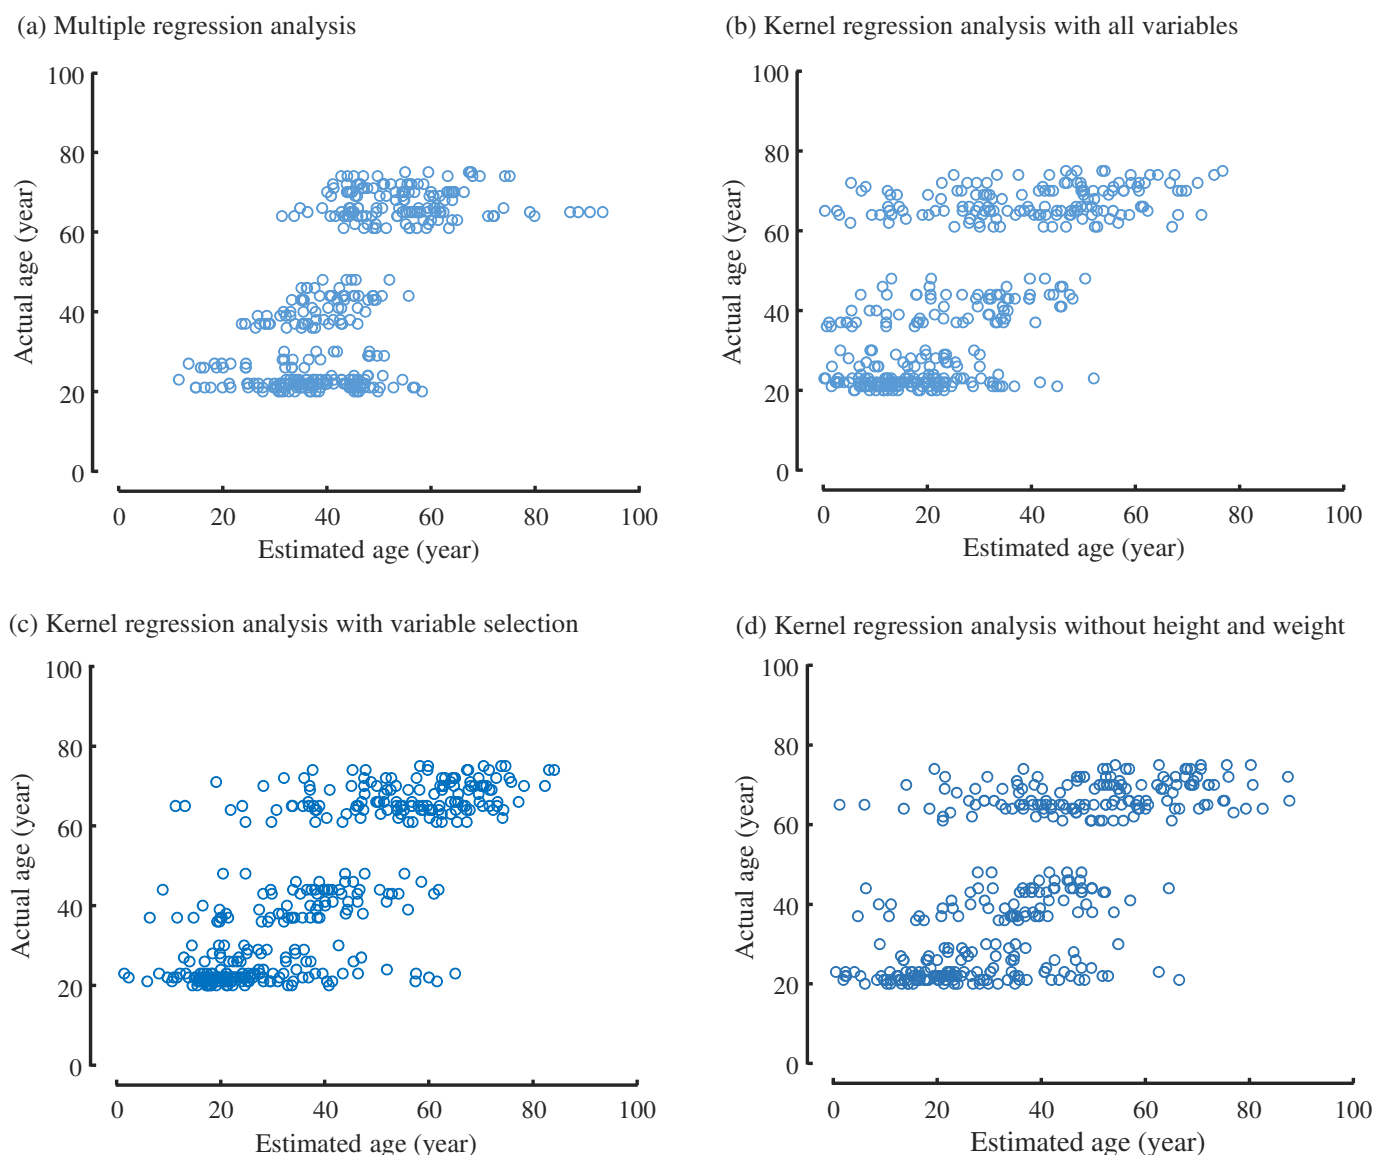 (a) Multiple regression analysis
100
80
60
40
20
0
Actual age (year)
0 20 40 60 80 100
Estimated age (year)
(b) Kernel regression analysis with all variables
100
80
60
40
20
0
Actual age (year)
0 20 40 60 80 100
Estimated age (year)
(c) Kernel regression analysis with variable selection
100
80
60
40
20
0
Actual age (year)
0 20 40 60 80 100
Estimated age (year)
(d) Kernel regression analysis without height and weight
100
80
60
40
20
0
Actual age (year)
0 20 40 60 80 100
Estimated age (year)